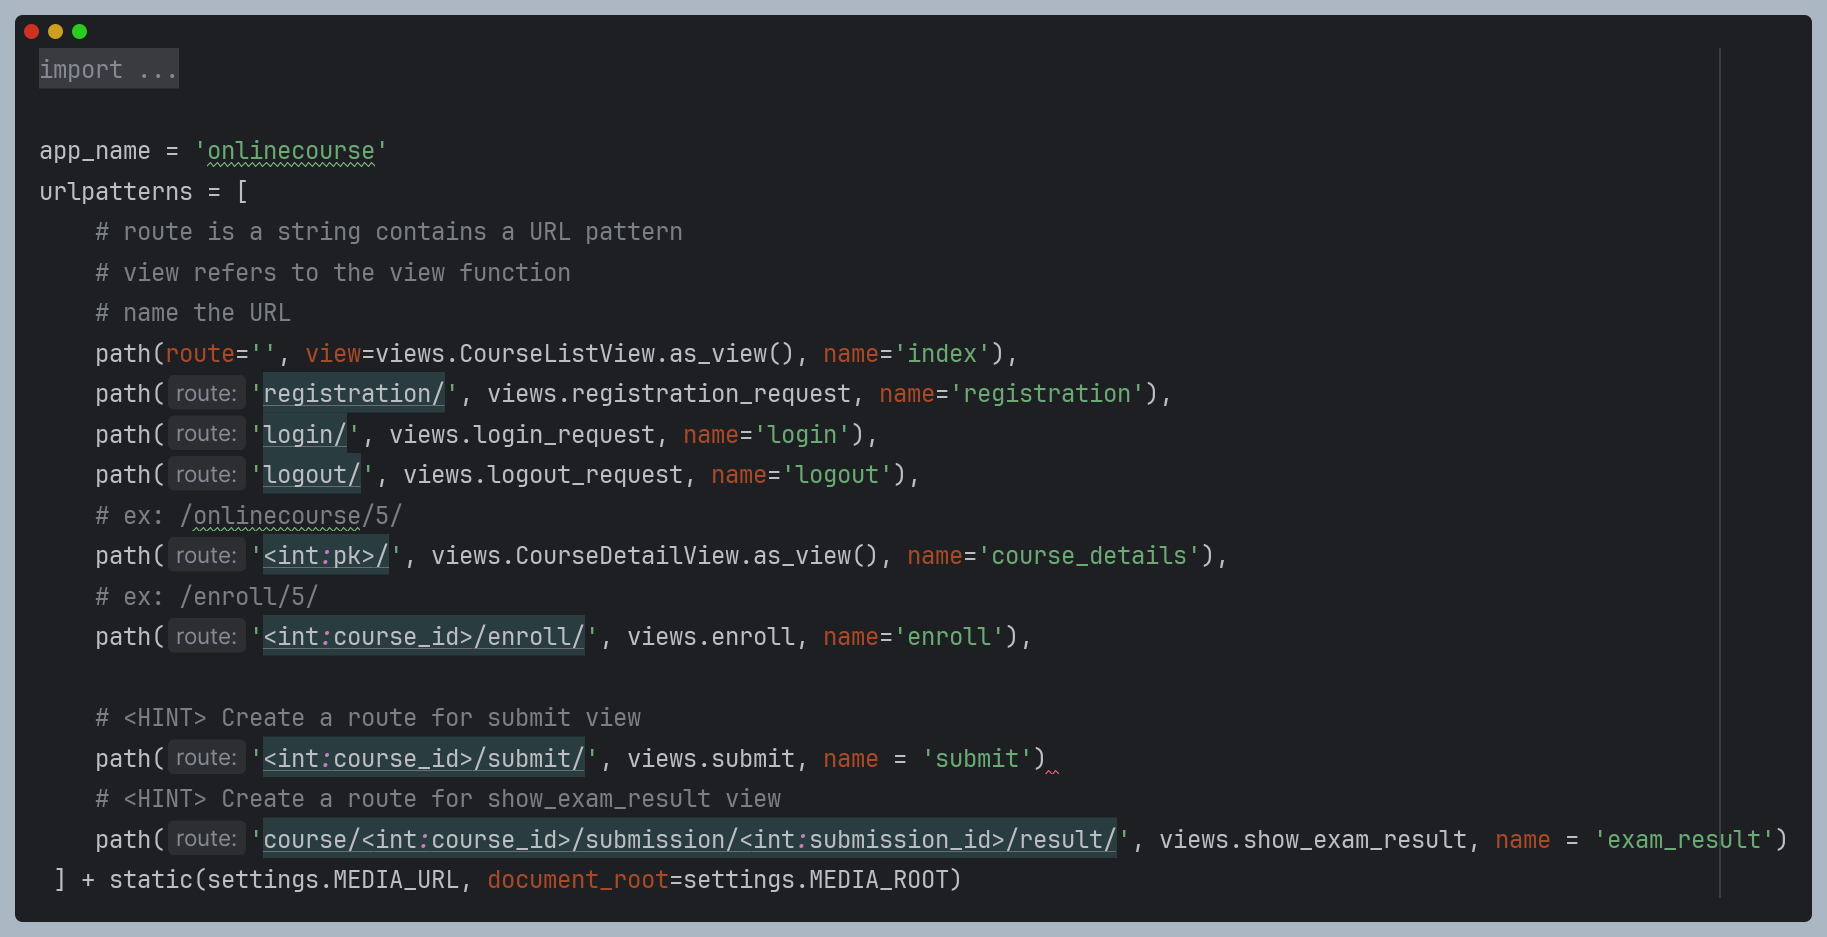 import ...
app_name = 'onlinecourse'
urlpatterns = [
# route is a string contains a URL pattern
# view refers to the view function
# name the URL
path(route='', view=views.CourseListView.as_view(), name='index'),
path( route: 'registration/', views.registration_request, name='registration'),
path( route: 'login/', views.login_request, name='login'),
path( route: 'logout/', views.logout_request, name='logout'),
# ex: /onlinecourse/5/
path( route: '<int:pk>/', views.CourseDetailView.as_view(), name='course_details'),
# ex: /enroll/5/
path( route: '<int:course_id>/enroll/', views.enroll, name='enroll'),
# <HINT> Create a route for submit view
path( route: '<int:course_id>/submit/', views.submit, name = 'submit')
# <HINT> Create a route for show_exam_result view
path( route: 'course/<int:course_id>/submission/<int:submission_id>/result/', views.show_exam_result, name = 'exam_result')
] + static(settings.MEDIA_URL, document_root=settings.MEDIA_ROOT)